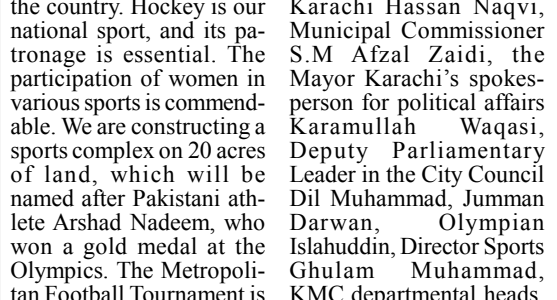 the country. Hockey is our
national sport, and its pa-
tronage is essential. The
participation of women in
various sports is commend-
able. We are constructing a
sports complex on 20 acres
of land, which will be
named after Pakistani ath-
lete Arshad Nadeem, who
won a gold medal at the
Olympics. The Metropoli-
tan Football Tournament is
Karachi Hassan Naqvi,
Municipal Commissioner
S.M Afzal Zaidi, the
Mayor Karachi's spokes-
person for political affairs
Karamullah Waqasi,
Deputy Parliamentary
Leader in the City Council
Dil Muhammad, Jumman
Darwan, Olympian
Islahuddin, Director Sports
Ghulam Muhammad,
KMC departmental heads,